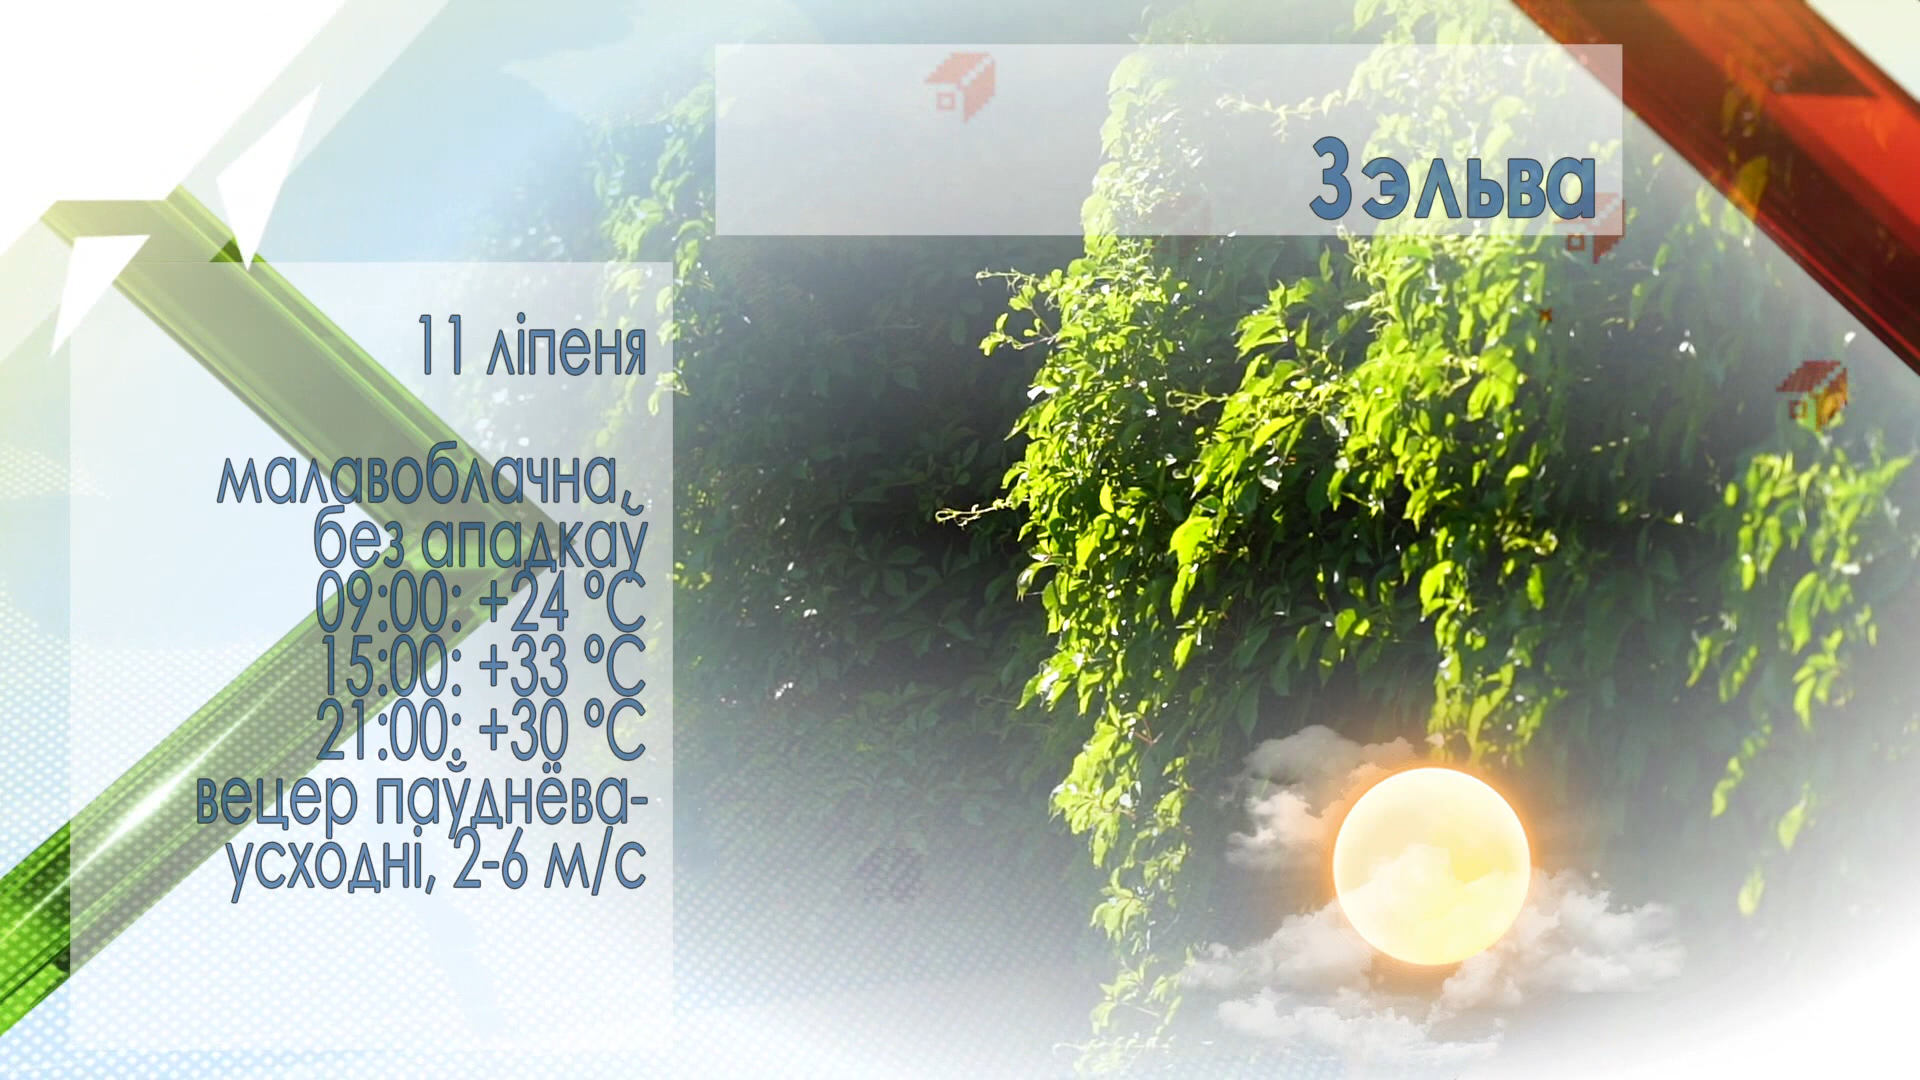 Зэльва
11 ліпеня
малавоблачна,
без ападкаў
09:00: +24 °C
15:00: +33 °C
21:00: +30 °C
вецер паўднёва-
усходні, 2-6 м/с